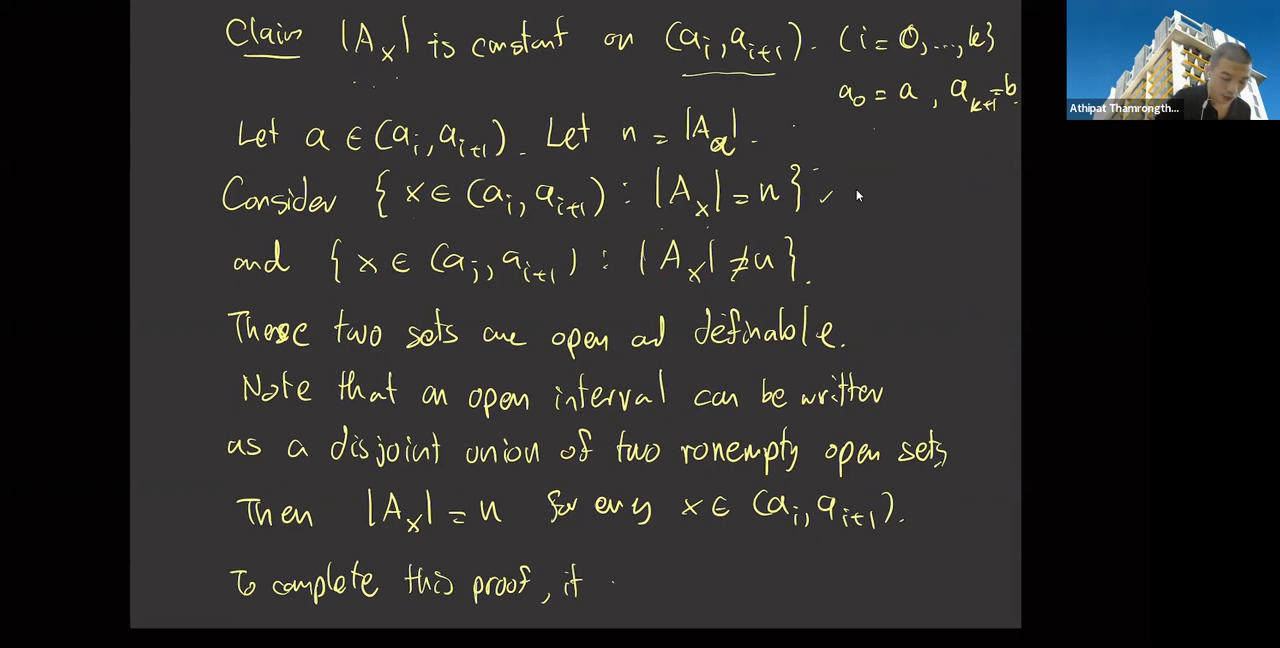 Claim |A_x| is constant on (a_i, a_{i+1}). (i = 0, ..., k)
a_0 = a, a_{k+1} = b
Athipat Thamrongth...
Let a ∈ (a_i, a_{i+1}). Let n = |A_a|.
Consider { x ∈ (a_i, a_{i+1}) : |A_x| = n }
and { x ∈ (a_i, a_{i+1}) : |A_x| ≠ n }.
These two sets are open ad definable.
Note that an open interval can be written
as a disjoint union of two nonempty open sets
Then |A_x| = n for every x ∈ (a_i, a_{i+1}).
To complete this proof, it